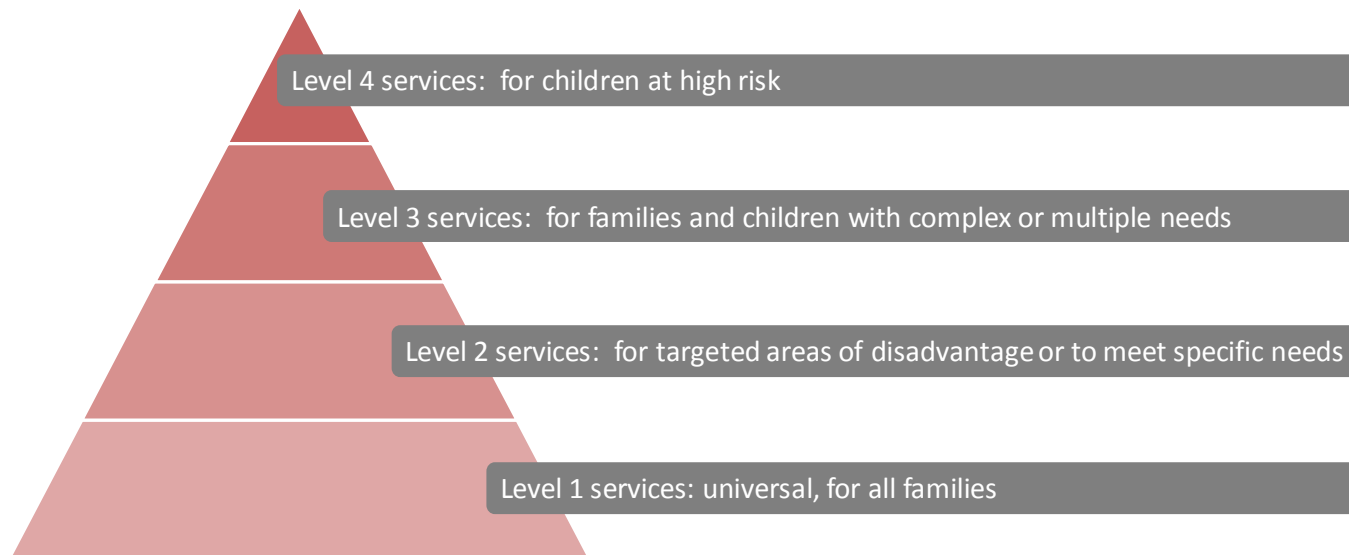 Level 4 services:  for children at high risk
Level 3 services:  for families and children with complex or multiple needs
Level 2 services:  for targeted areas of disadvantage or to meet specific needs
Level 1 services: universal, for all families